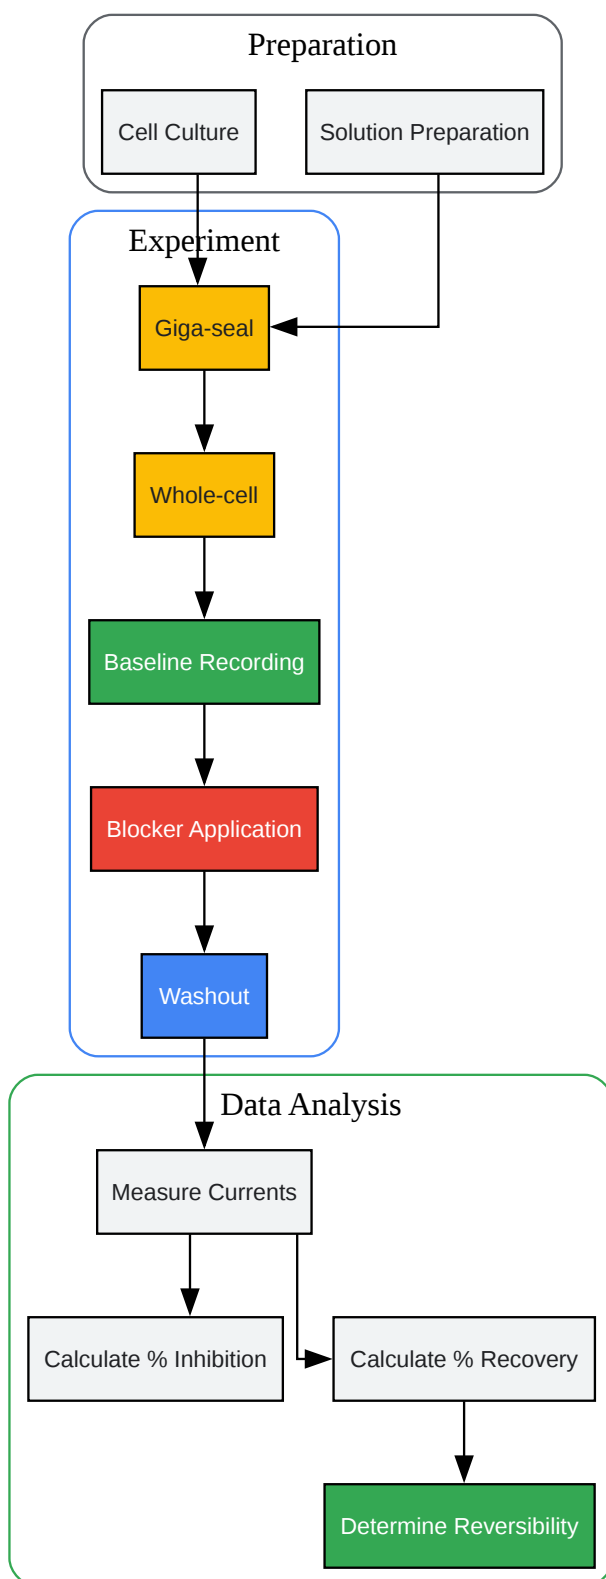 Preparation
Cell Culture
Solution Preparation
Experiment
Giga-seal
Whole-cell
Baseline Recording
Blocker Application
Washout
Data Analysis
Measure Currents
Calculate % Inhibition
Calculate % Recovery
Determine Reversibility